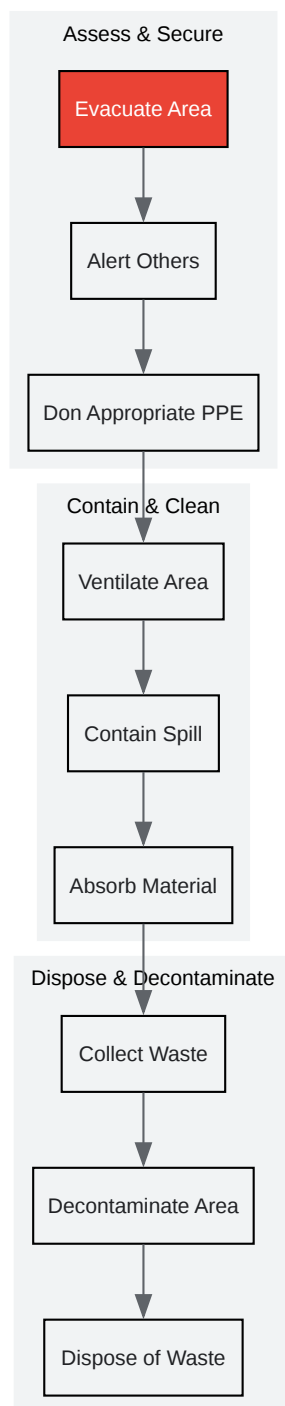 Assess & Secure
Evacuate Area
Alert Others
Don Appropriate PPE
Contain & Clean
Ventilate Area
Contain Spill
Absorb Material
Dispose & Decontaminate
Collect Waste
Decontaminate Area
Dispose of Waste